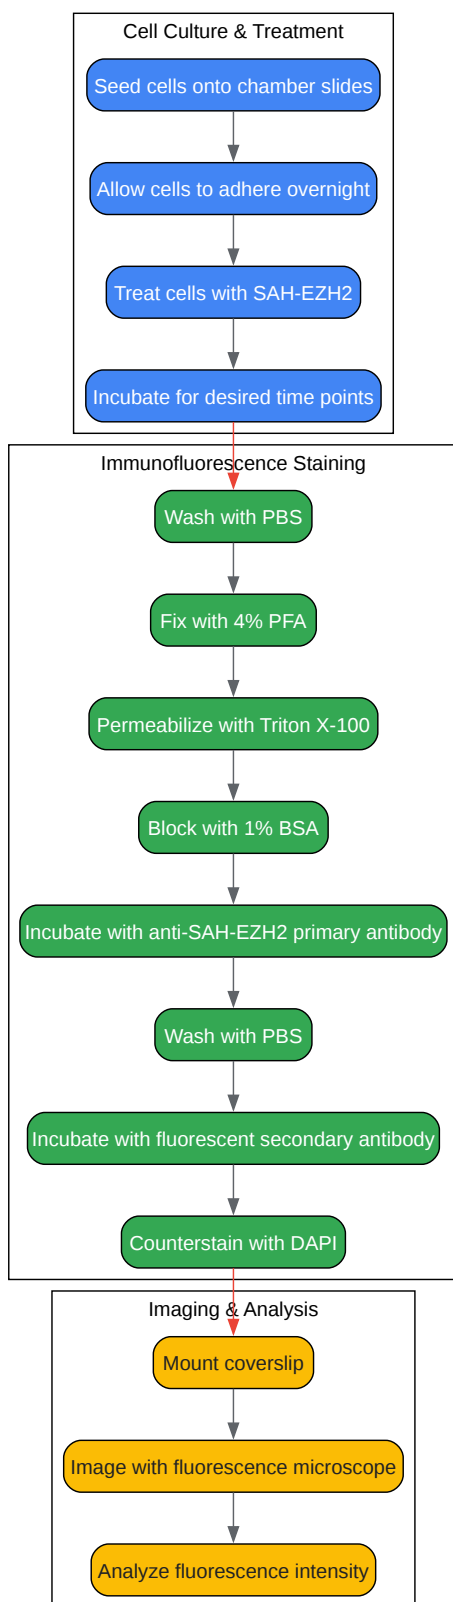 Cell Culture & Treatment
Seed cells onto chamber slides
Allow cells to adhere overnight
Treat cells with SAH-EZH2
Incubate for desired time points
Immunofluorescence Staining
Wash with PBS
Fix with 4% PFA
Permeabilize with Triton X-100
Block with 1% BSA
Incubate with anti-SAH-EZH2 primary antibody
Wash with PBS
Incubate with fluorescent secondary antibody
Counterstain with DAPI
Imaging & Analysis
Mount coverslip
Image with fluorescence microscope
Analyze fluorescence intensity